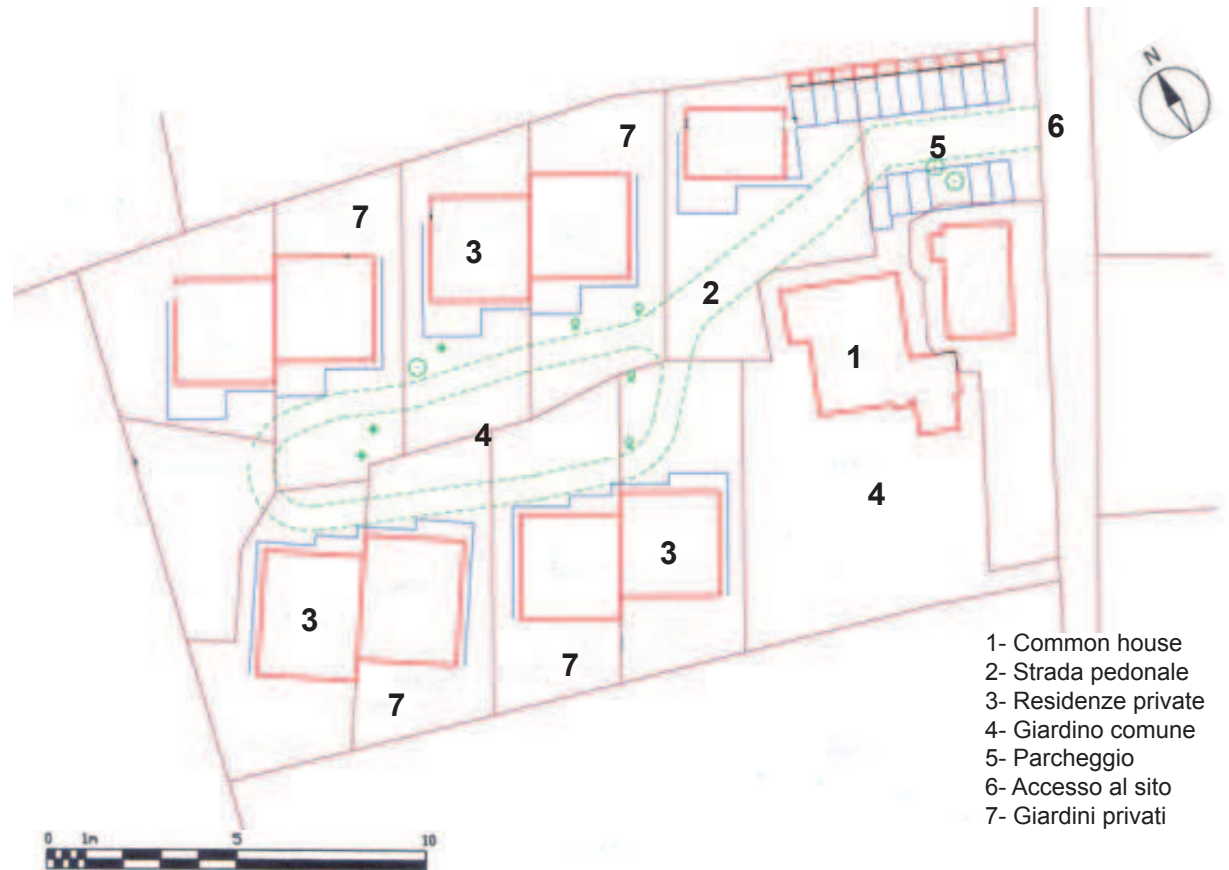 N
7
6
5
7
3
2
1
4
4
3
3
7
7
1- Common house
2- Strada pedonale
3- Residenze private
4- Giardino comune
5- Parcheggio
6- Accesso al sito
7- Giardini privati
0 1m 5 10